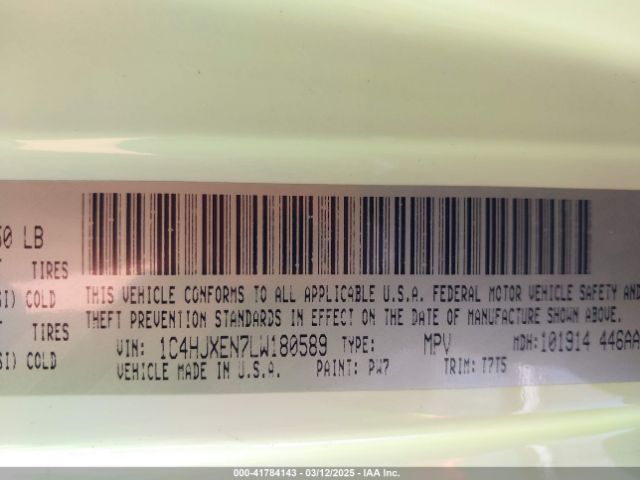 50 LB
TIRES
SI) COLD
TIRES
SI) COLD
THIS VEHICLE CONFORMS TO ALL APPLICABLE U.S.A. FEDERAL MOTOR VEHICLE SAFETY AND
THEFT PREVENTION STANDARDS IN EFFECT ON THE DATE OF MANUFACTURE SHOWN ABOVE.
VIN: 1C4HJXEN7LW180589 TYPE: MPV MDH: 101914 446AA
VEHICLE MADE IN U.S.A. PAINT: PW7 TRIM: T7T5
000-41784143 - 03/12/2025 - IAA Inc.